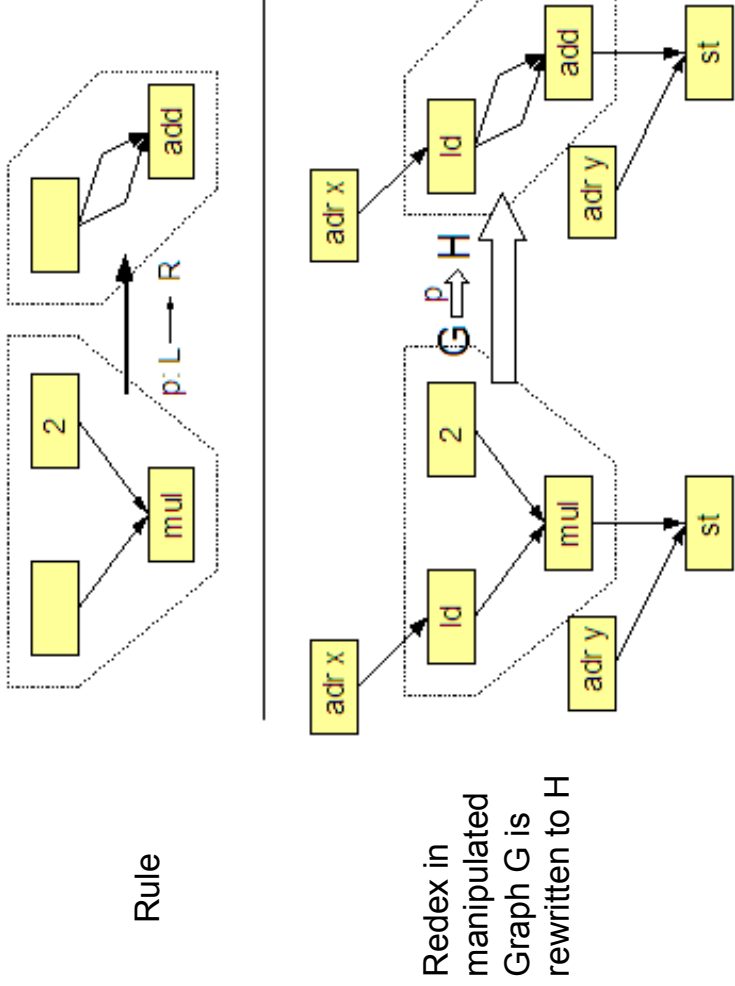 Rule
2
mul
add
p: L → R
Redex in
manipulated
Graph G is
rewritten to H
adr x
ld
2
mul
adr y
st
p
G ⇒ H
adr x
ld
add
adr y
st